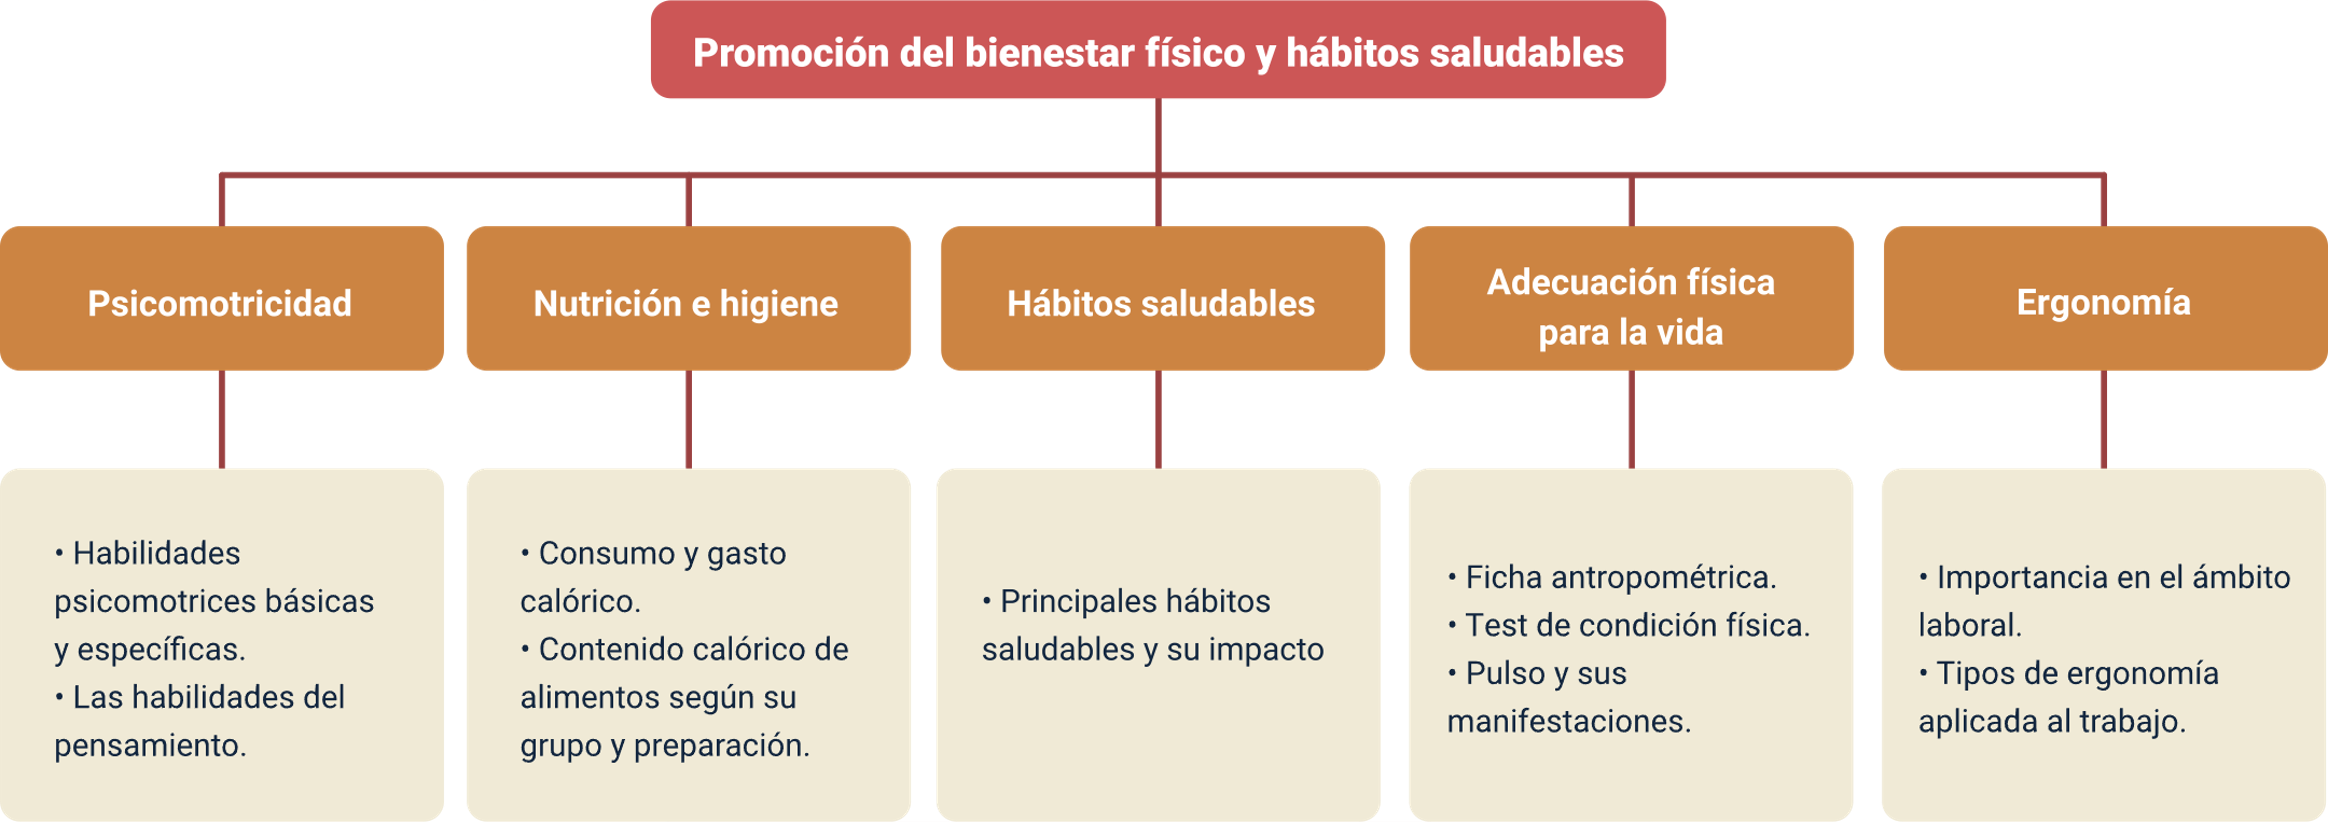 Promoción del bienestar físico y hábitos saludables
Psicomotricidad
Nutrición e higiene
Hábitos saludables
Adecuación física
para la vida
Ergonomía
• Habilidades
psicomotrices básicas
y específicas.
• Las habilidades del
pensamiento.
• Consumo y gasto
calórico.
• Contenido calórico de
alimentos según su
grupo y preparación.
• Principales hábitos
saludables y su impacto
• Ficha antropométrica.
• Test de condición física.
• Pulso y sus
manifestaciones.
• Importancia en el ámbito
laboral.
• Tipos de ergonomía
aplicada al trabajo.